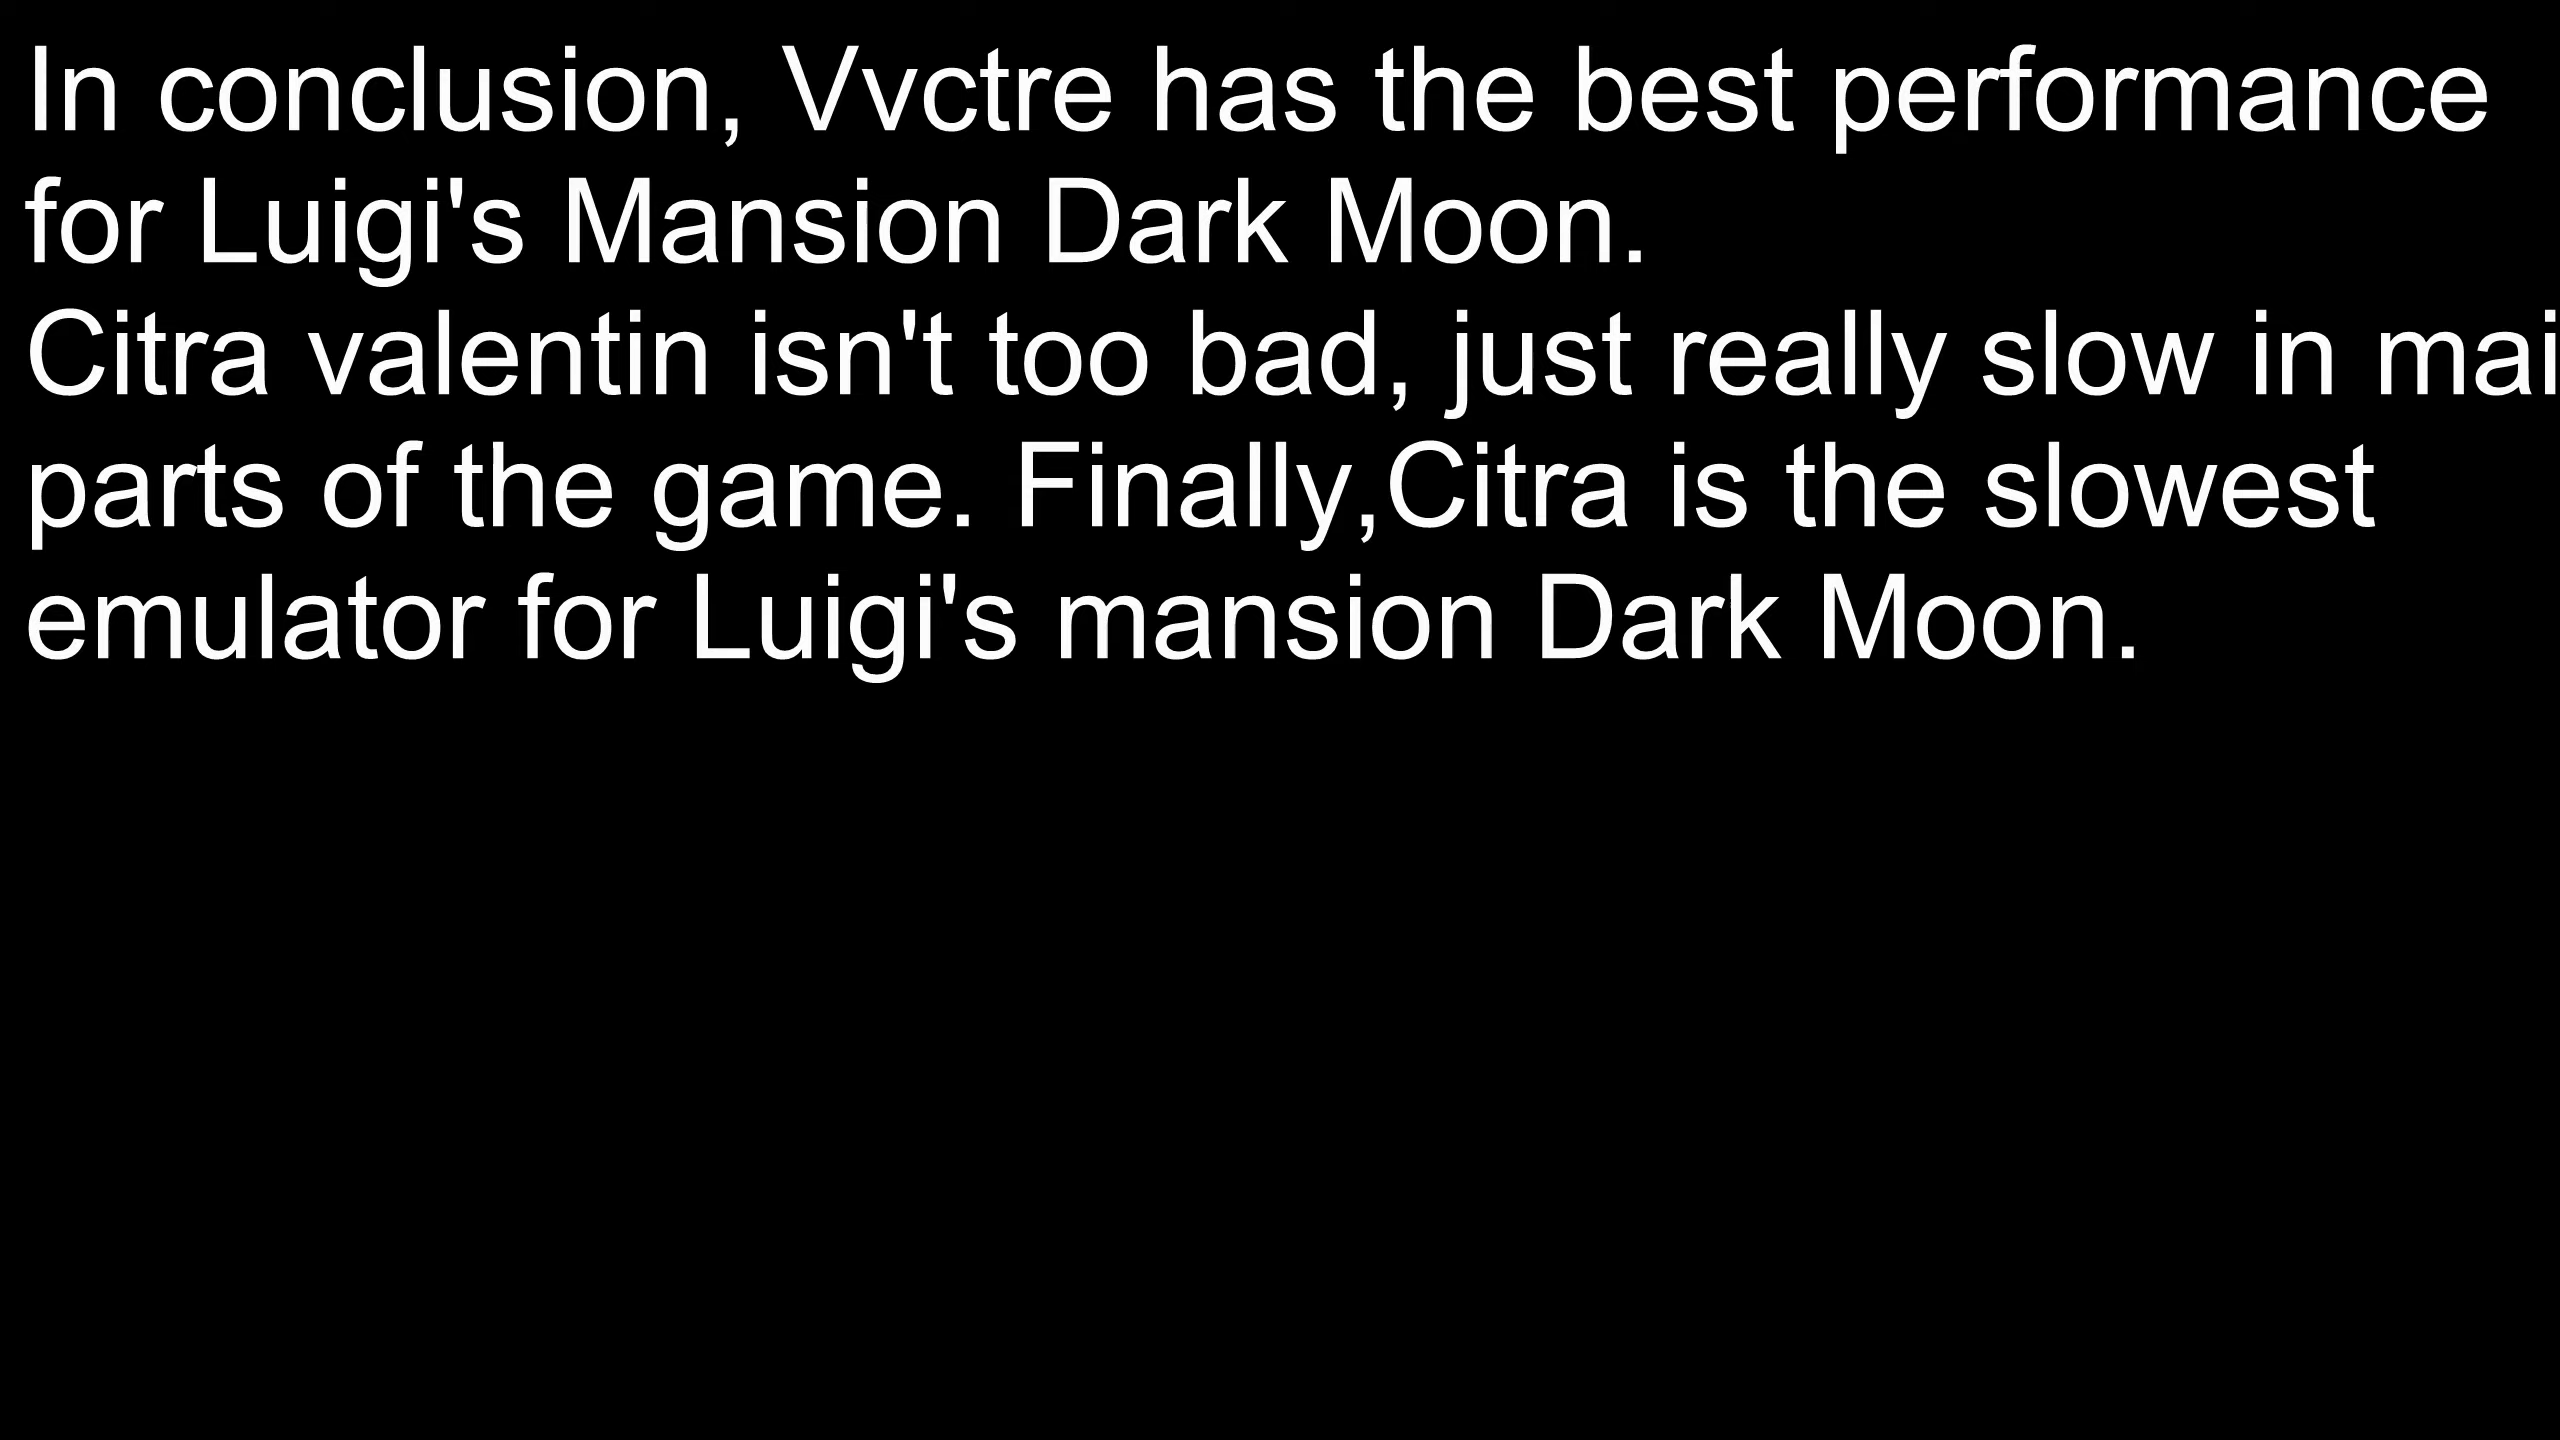 In conclusion, Vvctre has the best performance
for Luigi's Mansion Dark Moon.
Citra valentin isn't too bad, just really slow in mai
parts of the game. Finally,Citra is the slowest
emulator for Luigi's mansion Dark Moon.